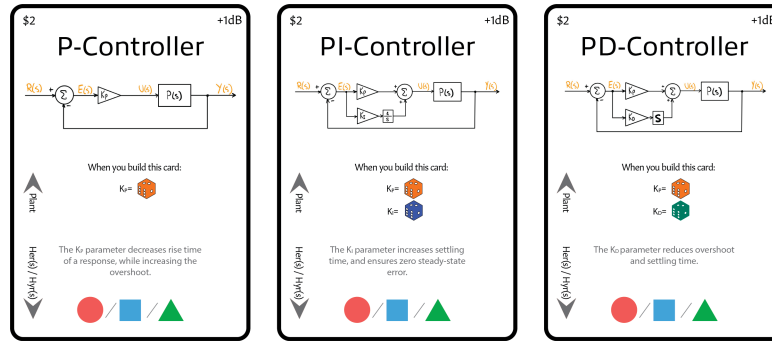 $2 +1dB
P-Controller
R(s) + Σ - E(s) Kp U(s) P(s) Y(s)
When you build this card:
KP=
Plant
Her(s) / Hyr(s)
The KP parameter decreases rise time
of a response, while increasing the
overshoot.
/ /
$2 +1dB
PI-Controller
R(s) + Σ - E(s) Kp + Σ + U(s) P(s) Y(s)
When you build this card:
KP=
KI=
Plant
Her(s) / Hyr(s)
The KI parameter increases settling
time, and ensures zero steady-state
error.
/ /
$2 +1dB
PD-Controller
R(s) + Σ - E(s) Kp Σ + U(s) P(s) Y(s)
KD S
When you build this card:
KP=
KD=
Plant
Her(s) / Hyr(s)
The KD parameter reduces overshoot
and settling time.
/ /